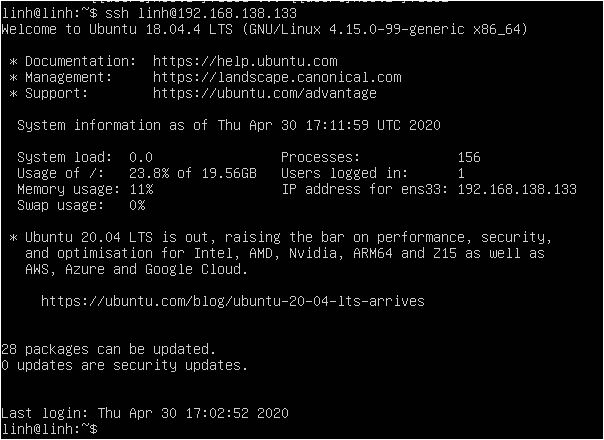 linh@linh:~$ ssh linh@192.168.138.133
Welcome to Ubuntu 18.04.4 LTS (GNU/Linux 4.15.0-99-generic x86_64)
* Documentation:  https://help.ubuntu.com
* Management:     https://landscape.canonical.com
* Support:        https://ubuntu.com/advantage
System information as of Thu Apr 30 17:11:59 UTC 2020
System load:  0.0                Processes:            156
Usage of /:   23.8% of 19.56GB   Users logged in:      1
Memory usage: 11%                IP address for ens33: 192.168.138.133
Swap usage:   0%
* Ubuntu 20.04 LTS is out, raising the bar on performance, security,
and optimisation for Intel, AMD, Nvidia, ARM64 and Z15 as well as
AWS, Azure and Google Cloud.
https://ubuntu.com/blog/ubuntu-20-04-lts-arrives
28 packages can be updated.
0 updates are security updates.
Last login: Thu Apr 30 17:02:52 2020
linh@linh:~$